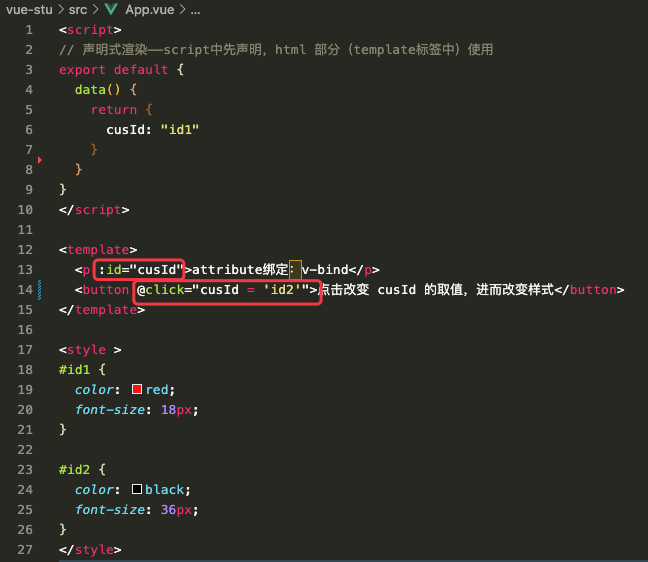 vue-stu > src > App.vue > ...
1 <script>
2 // 声明式渲染——script中先声明，html 部分（template标签中）使用
3 export default {
4 data() {
5 return {
6 cusId: "id1"
7 }
8 }
9 }
10 </script>
11
12 <template>
13 <p :id="cusId">attribute绑定：v-bind</p>
14 <button @click="cusId = 'id2'">点击改变 cusId 的取值，进而改变样式</button>
15 </template>
16
17 <style >
18 #id1 {
19 color: red;
20 font-size: 18px;
21 }
22
23 #id2 {
24 color: black;
25 font-size: 36px;
26 }
27 </style>